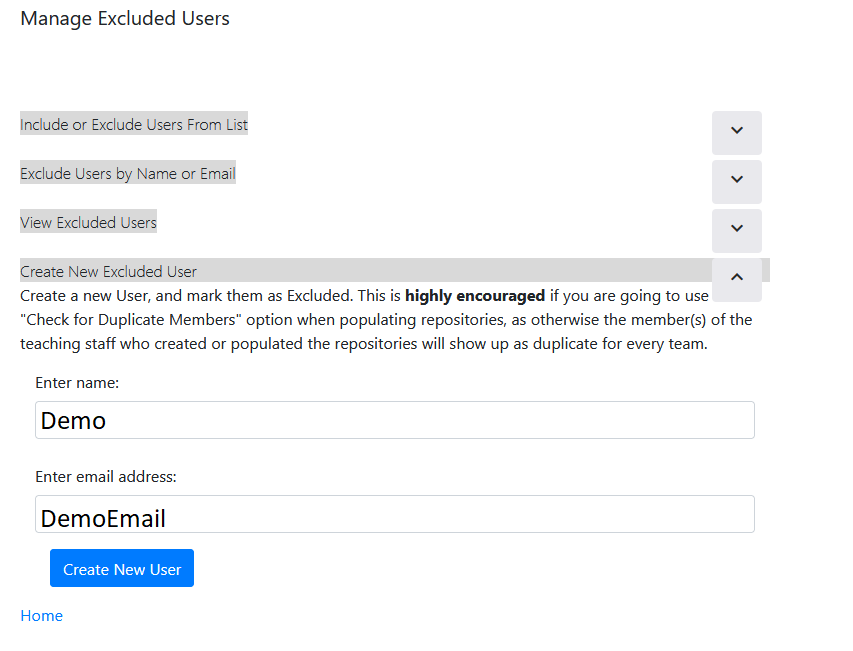 Manage Excluded Users
Include or Exclude Users From List
Exclude Users by Name or Email
View Excluded Users
Create New Excluded User
Create a new User, and mark them as Excluded. This is highly encouraged if you are going to use
"Check for Duplicate Members" option when populating repositories, as otherwise the member(s) of the
teaching staff who created or populated the repositories will show up as duplicate for every team.
Enter name:
Demo
Enter email address:
DemoEmail
Create New User
Home